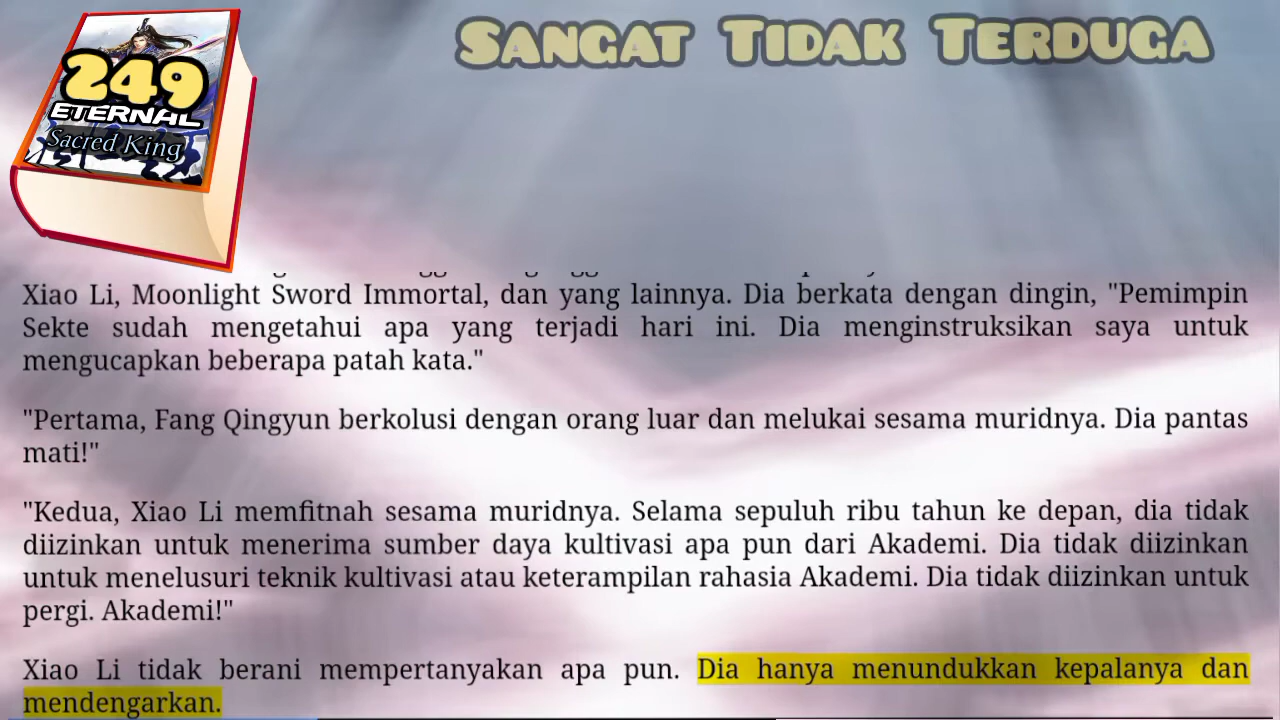 SANGAT TIDAK TERDUGA
249
ETERNAL
Sacred King
Xiao Li, Moonlight Sword Immortal, dan yang lainnya. Dia berkata dengan dingin, "Pemimpin
Sekte sudah mengetahui apa yang terjadi hari ini. Dia menginstruksikan saya untuk
mengucapkan beberapa patah kata."
"Pertama, Fang Qingyun berkolusi dengan orang luar dan melukai sesama muridnya. Dia pantas
mati!"
"Kedua, Xiao Li memfitnah sesama muridnya. Selama sepuluh ribu tahun ke depan, dia tidak
diizinkan untuk menerima sumber daya kultivasi apa pun dari Akademi. Dia tidak diizinkan
untuk menelusuri teknik kultivasi atau keterampilan rahasia Akademi. Dia tidak diizinkan untuk
pergi. Akademi!"
Xiao Li tidak berani mempertanyakan apa pun. Dia hanya menundukkan kepalanya dan
mendengarkan.